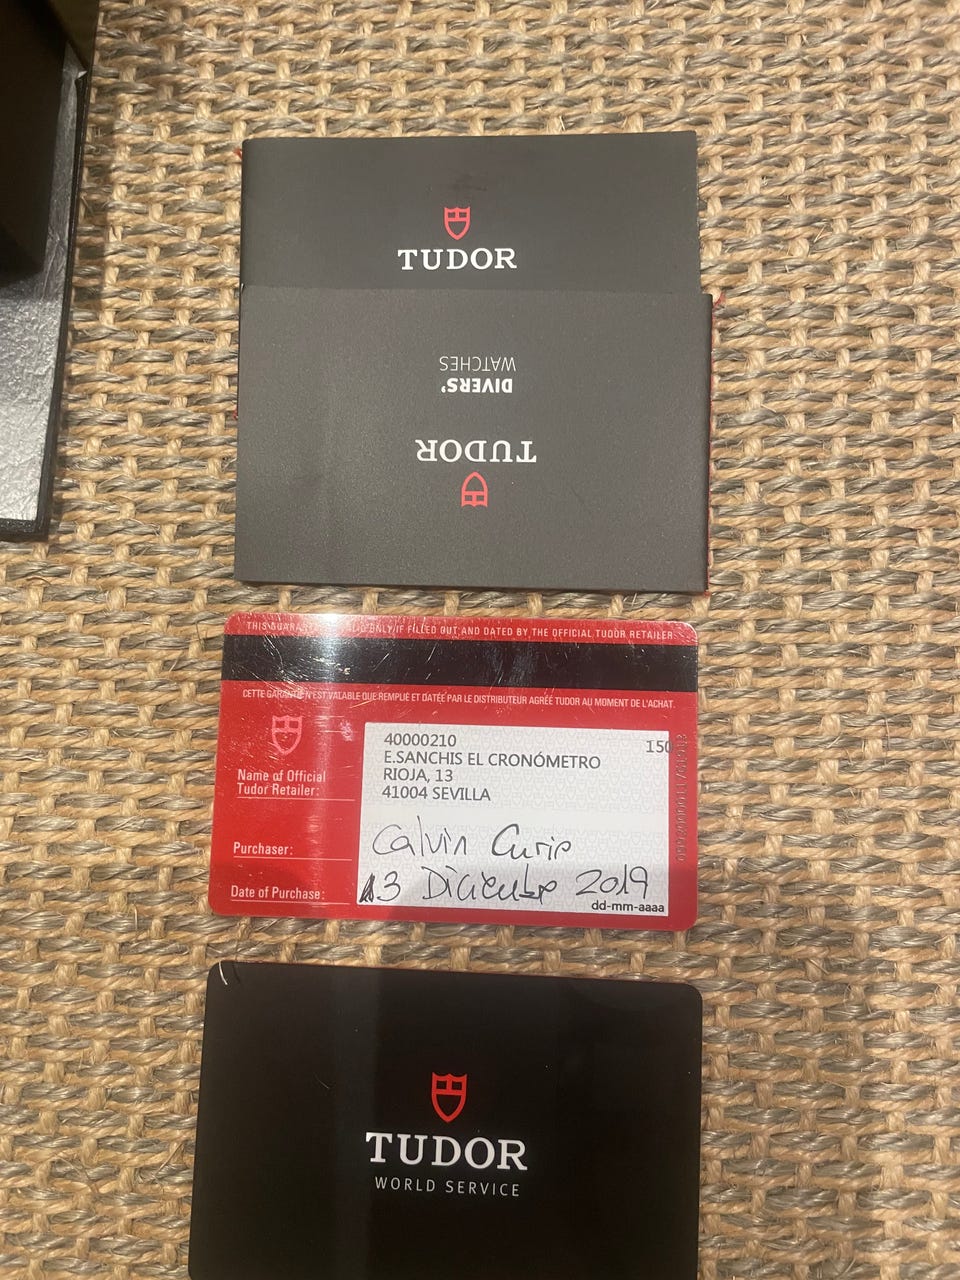 TUDOR
DIVERS'
WATCHES
TUDOR
THIS ONLY IF FILLED OUT AND DATED BY THE OFFICIAL TUDOR RETAILER.
CETTE N'EST VALABLE QUE REMPLIE ET DATÉE PAR LE DISTRIBUTEUR AGRÉÉ TUDOR AU MOMENT DE L'ACHAT.
40000210 150
E.SANCHIS EL CRONÓMETRO
RIOJA, 13
41004 SEVILLA
Name of Official
Tudor Retailer:
Purchaser: Calvin
Date of Purchase: 13 Diciembre 2019
dd-mm-aaaa
TUDOR
WORLD SERVICE